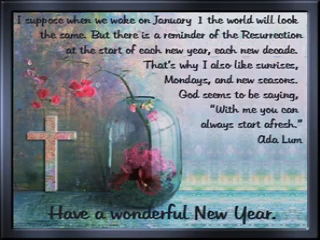 I suppose when we wake on January 1 the world will look
the same. But there is a reminder of the Resurrection
at the start of each new year, each new decade.
That's why I also like sunrises,
Mondays, and new seasons.
God seems to be saying,
"With me you can
always start afresh."
Ada Lum
Have a wonderful New Year.